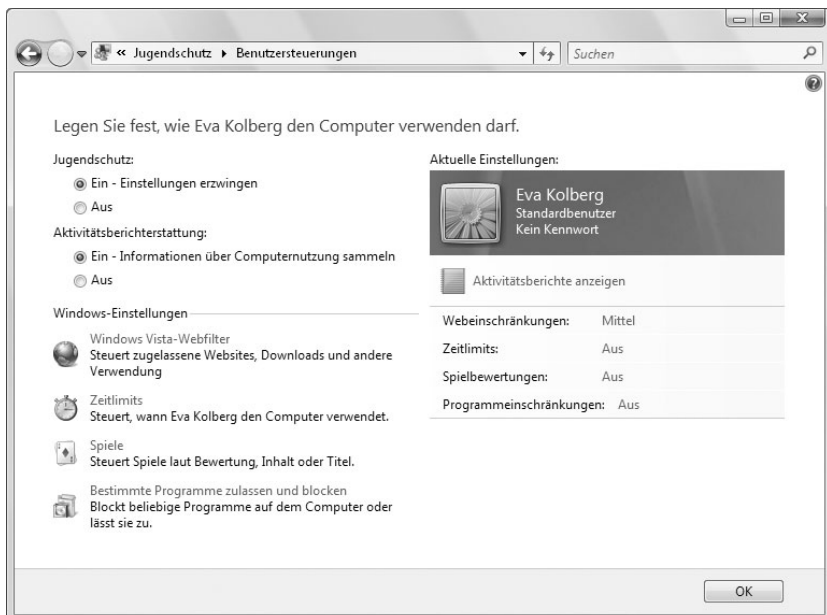 « Jugendschutz ▸ Benutzersteuerungen
Suchen
Legen Sie fest, wie Eva Kolberg den Computer verwenden darf.
Jugendschutz:
Ein - Einstellungen erzwingen
Aus
Aktivitätsberichterstattung:
Ein - Informationen über Computernutzung sammeln
Aus
Windows-Einstellungen
Windows Vista-Webfilter
Steuert zugelassene Websites, Downloads und andere
Verwendung
Zeitlimits
Steuert, wann Eva Kolberg den Computer verwendet.
Spiele
Steuert Spiele laut Bewertung, Inhalt oder Titel.
Bestimmte Programme zulassen und blocken
Blockt beliebige Programme auf dem Computer oder
lässt sie zu.
Aktuelle Einstellungen:
Eva Kolberg
Standardbenutzer
Kein Kennwort
Aktivitätsberichte anzeigen
Webeinschränkungen: Mittel
Zeitlimits: Aus
Spielbewertungen: Aus
Programmeinschränkungen: Aus
OK